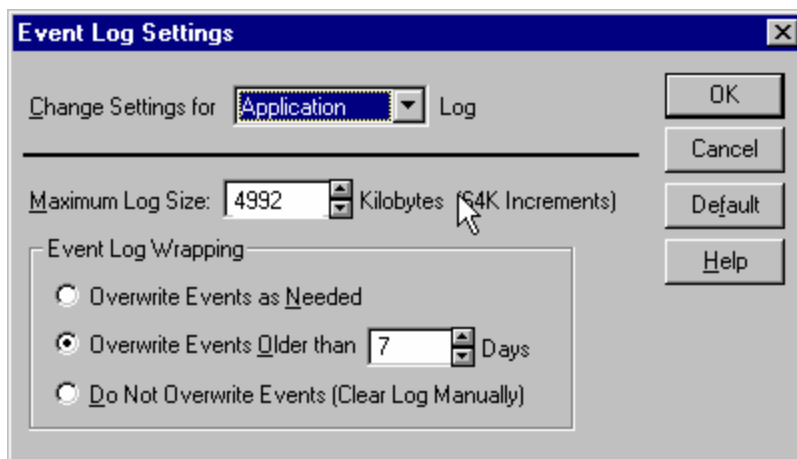 Event Log Settings
Change Settings for Application Log
OK
Cancel
Maximum Log Size: 4992 Kilobytes (64K Increments)
Default
Help
Event Log Wrapping
Overwrite Events as Needed
Overwrite Events Older than 7 Days
Do Not Overwrite Events (Clear Log Manually)